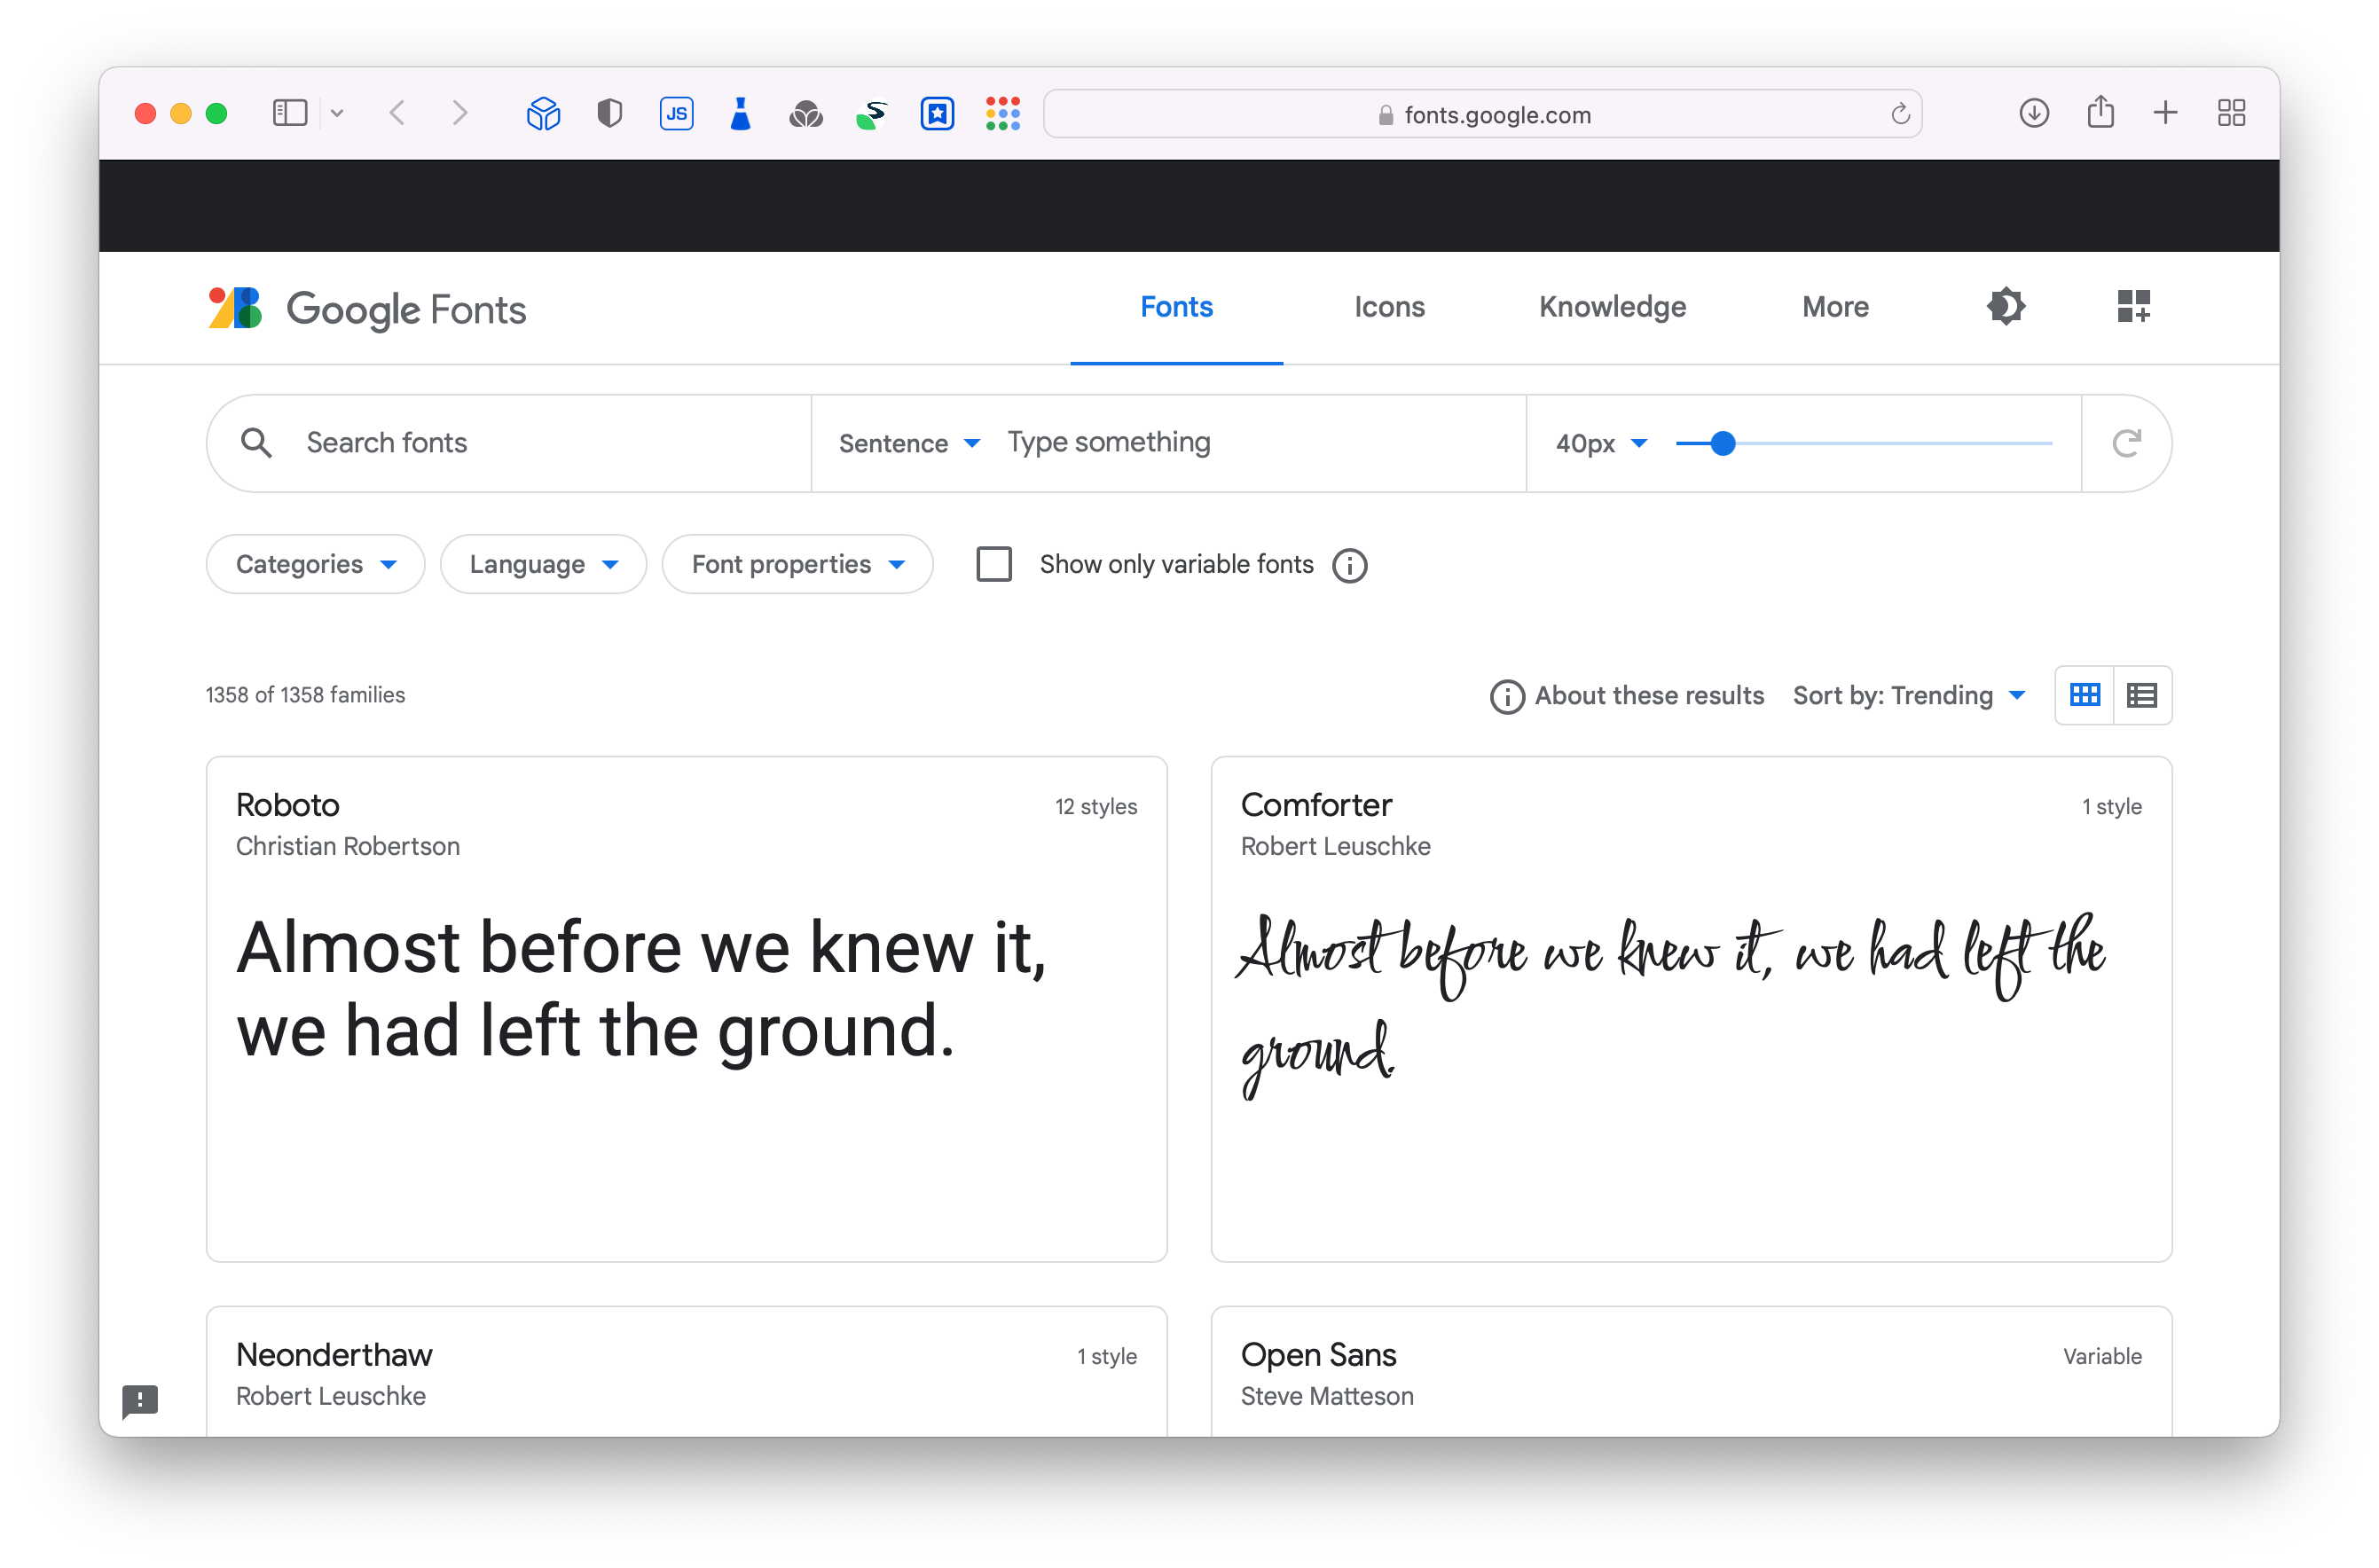 JS
fonts.google.com
Google Fonts
Fonts
Icons
Knowledge
More
Search fonts
Sentence
Type something
40px
Categories
Language
Font properties
Show only variable fonts
1358 of 1358 families
About these results
Sort by: Trending
Roboto
12 styles
Christian Robertson
Almost before we knew it,
we had left the ground.
Comforter
1 style
Robert Leuschke
Almost before we knew it, we had left the
ground.
Neonderthaw
1 style
Robert Leuschke
Open Sans
Variable
Steve Matteson